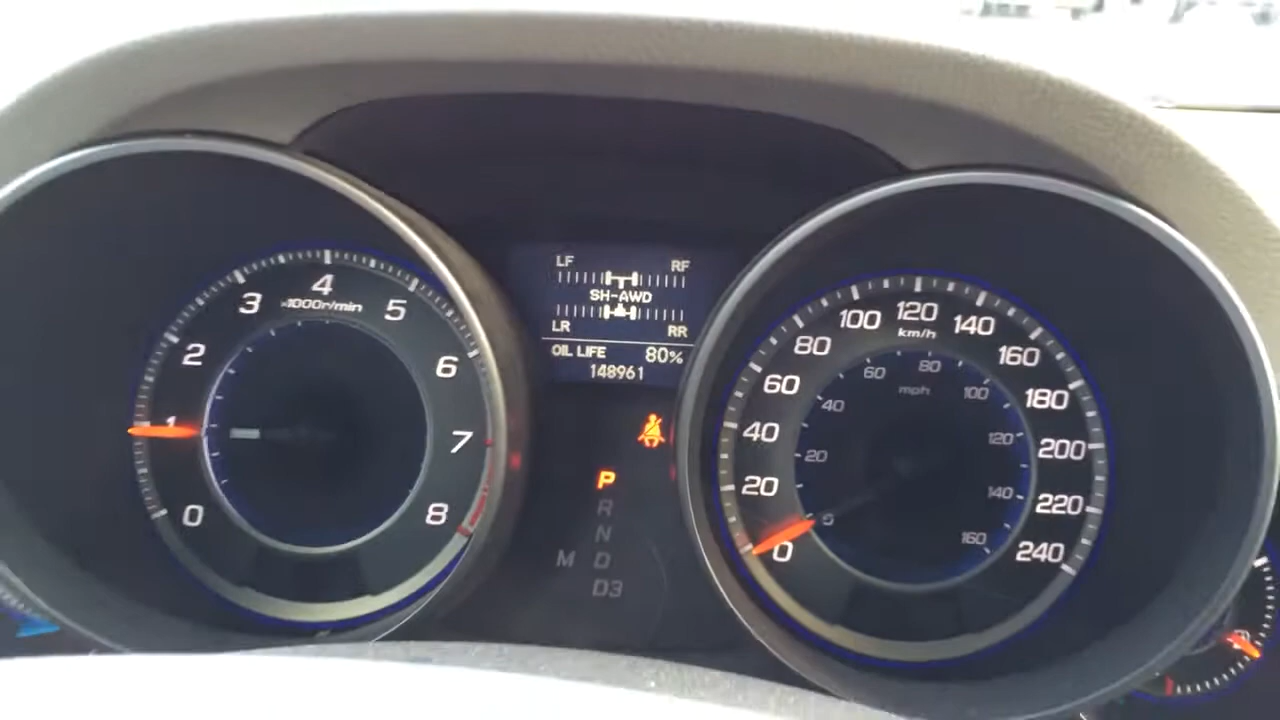 LF RF
SH-AWD
LR RR
OIL LIFE 80%
148961
0 1 2 3 4 5 6 7 8
x1000r/min
P
R
N
M D
D3
0 20 40 60 80 100 120 140 160 180 200 220 240
km/h
20 40 60 80 100 120 140 160
mph